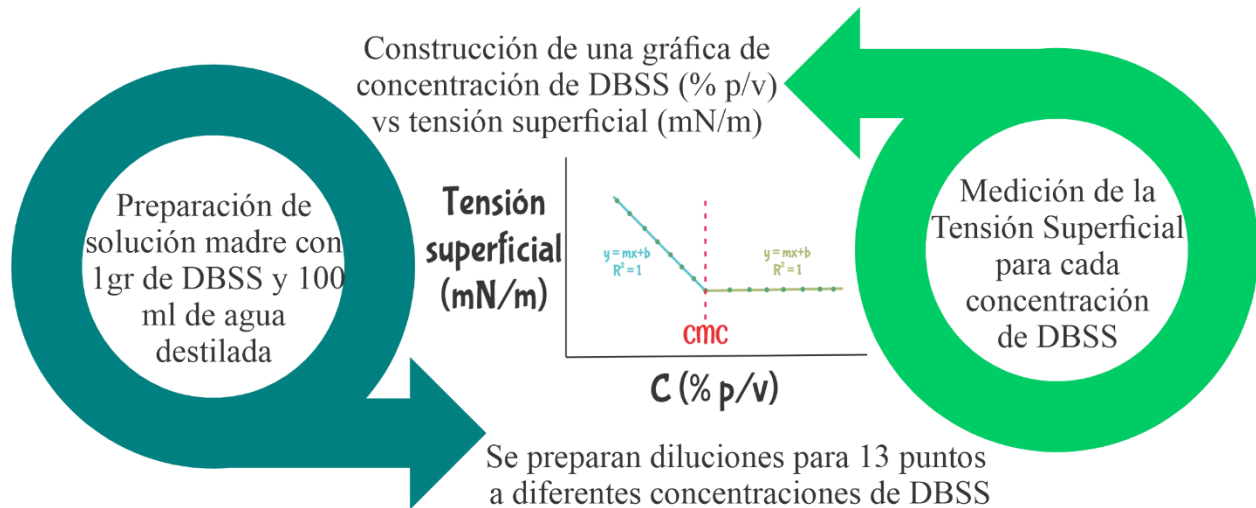 Preparación de
solución madre con
1gr de DBSS y 100
ml de agua
destilada
Se preparan diluciones para 13 puntos
a diferentes concentraciones de DBSS
Medición de la
Tensión Superficial
para cada
concentración
de DBSS
Construcción de una gráfica de
concentración de DBSS (% p/v)
vs tensión superficial (mN/m)
Tensión
superficial
(mN/m)
y = mx+b
R² = 1
y = mx+b
R² = 1
cmc
C (% p/v)